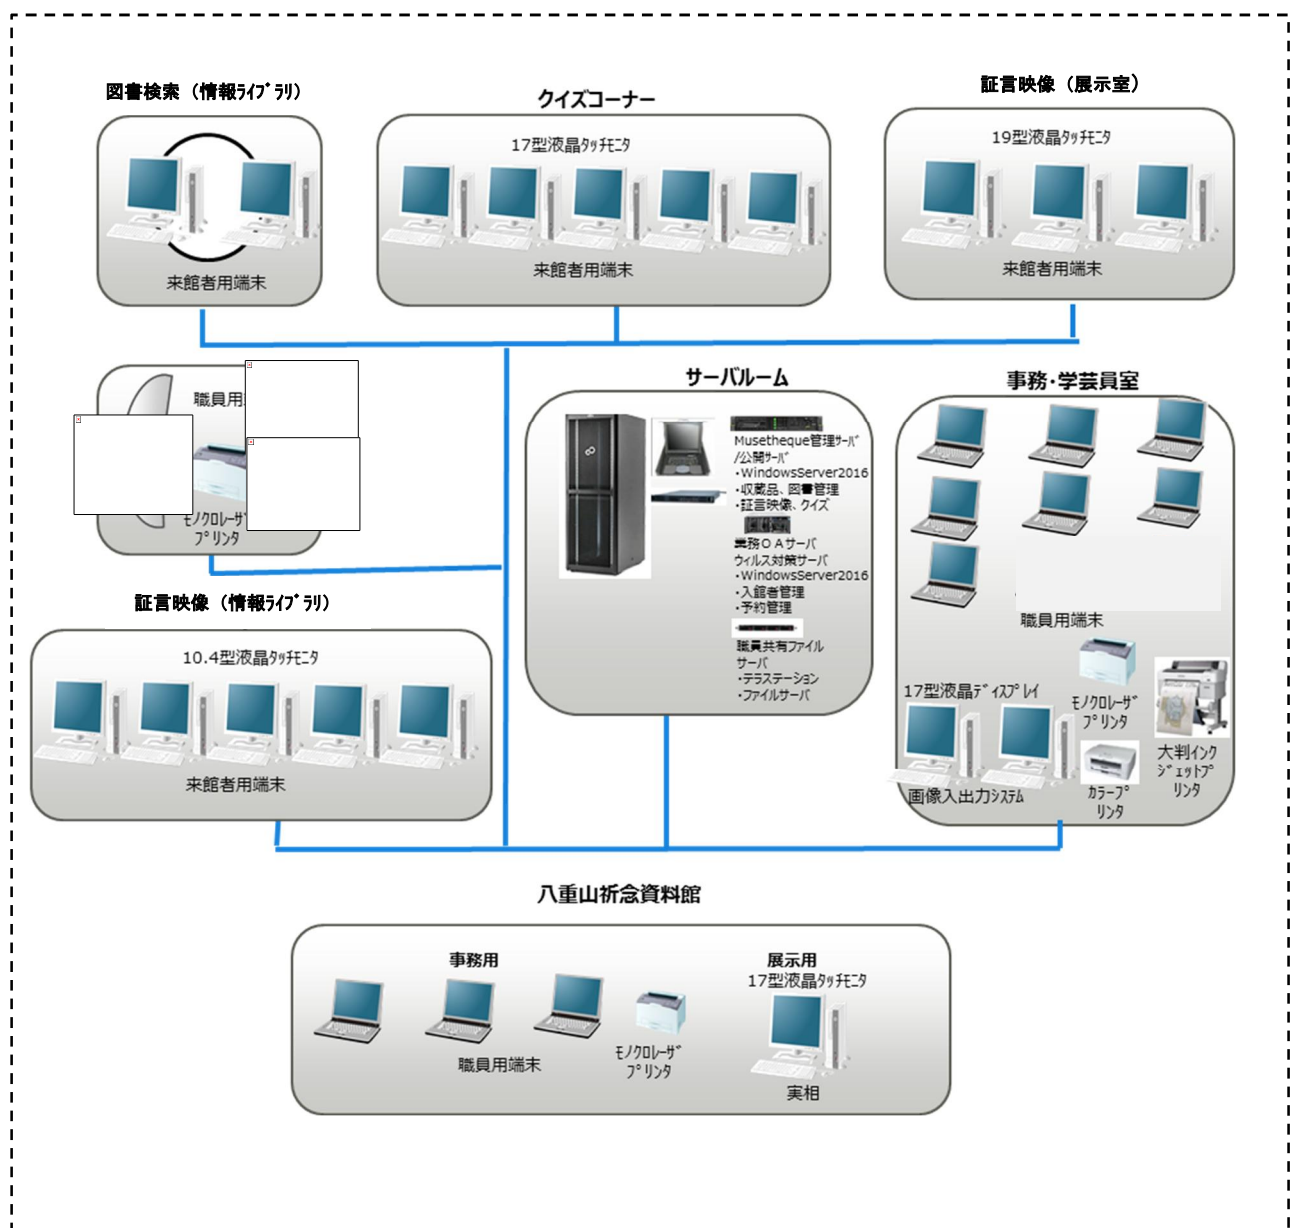 図書検索（情報ﾗｲﾌﾞﾗﾘ）
来館者用端末
クイズコーナー
17型液晶ﾀｯﾁﾓﾆﾀ
来館者用端末
証言映像（展示室）
19型液晶ﾀｯﾁﾓﾆﾀ
来館者用端末
職員用
ﾓﾉｸﾛﾚｰｻﾞ
ﾌﾟﾘﾝﾀ
サーバルーム
Musetheque管理ｻｰﾊﾞ
/公開ｻｰﾊﾞ
・WindowsServer2016
・収蔵品、図書管理
・証言映像、クイズ
業務ＯＡサーバ
ウィルス対策サーバ
・WindowsServer2016
・入館者管理
・予約管理
職員共有ファイル
サーバ
・テラステーション
・ファイルサーバ
事務・学芸員室
職員用端末
ﾓﾉｸﾛﾚｰｻﾞ
ﾌﾟﾘﾝﾀ
17型液晶ﾃﾞｨｽﾌﾟﾚｲ
画像入出力ｼｽﾃﾑ
ｶﾗｰﾌﾟ
ﾘﾝﾀ
大判ｲﾝｸ
ｼﾞｪｯﾄﾌﾟ
ﾘﾝﾀ
証言映像（情報ﾗｲﾌﾞﾗﾘ）
10.4型液晶ﾀｯﾁﾓﾆﾀ
来館者用端末
八重山祈念資料館
事務用
職員用端末
ﾓﾉｸﾛﾚｰｻﾞ
ﾌﾟﾘﾝﾀ
展示用
17型液晶ﾀｯﾁﾓﾆﾀ
実相